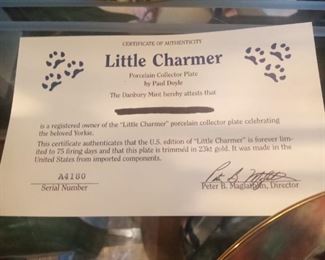 CERTIFICATE OF AUTHENTICITY
Little Charmer
Porcelain Collector Plate
by Paul Doyle
The Danbury Mint hereby attests that
is a registered owner of the "Little Charmer" porcelain collector plate celebrating
the beloved Yorkie.
This certificate authenticates that the U.S. edition of "Little Charmer" is forever limited
to 75 firing days and that this plate is trimmed in 23kt gold. It was made in the
United States from imported components.
A4180
Serial Number
Peter B. Maglathlin, Director